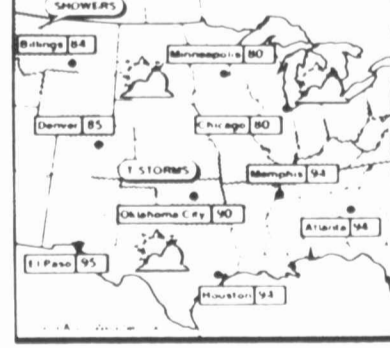 SHOWERS
Billings 84
Minneapolis 80
Denver 85
Chicago 80
T-STORMS
Memphis 94
Oklahoma City 90
Atlanta 94
El Paso 95
Houston 94